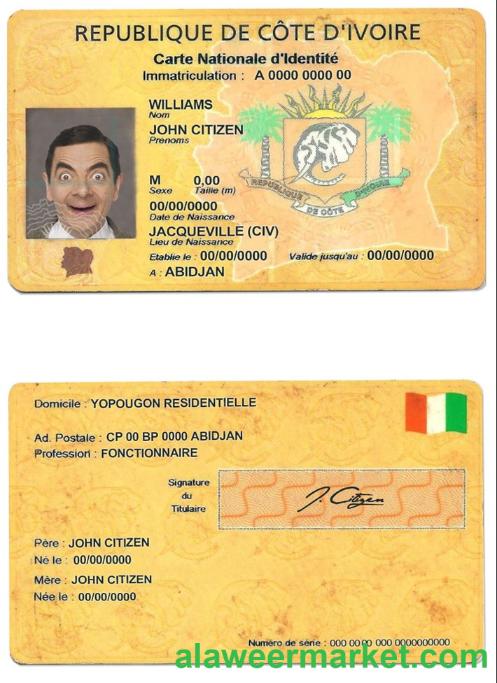 REPUBLIQUE DE CÔTE D'IVOIRE
Carte Nationale d'Identité
Immatriculation : A 0000 0000 00
WILLIAMS
Nom
JOHN CITIZEN
Prenoms
M 0,00
Sexe Taille (m)
00/00/0000
Date de Naissance
JACQUEVILLE (CIV)
Lieu de Naissance
Etablie le : 00/00/0000 Valide jusqu'au : 00/00/0000
A : ABIDJAN
REPUBLIQUE DE CÔTE D'IVOIRE
Domicile : YOPOUGON RESIDENTIELLE
Ad. Postale : CP 00 BP 0000 ABIDJAN
Profession : FONCTIONNAIRE
Signature
du
Titulaire
J. Citizen
Père : JOHN CITIZEN
Né le : 00/00/0000
Mère : JOHN CITIZEN
Née le : 00/00/0000
Numéro de série : 000 0000 000 0000000000
alaweermarket.com